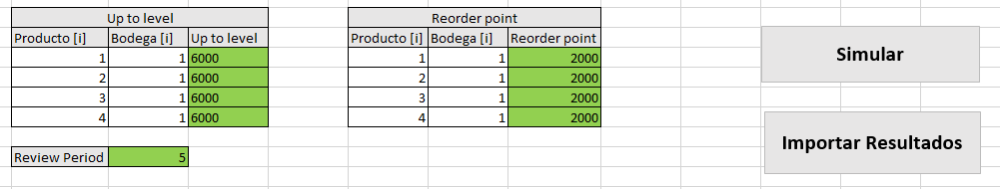 Up to level
Producto [i] Bodega [i] Up to level
1 1 6000
2 1 6000
3 1 6000
4 1 6000
Review Period 5
Reorder point
Producto [i] Bodega [i] Reorder point
1 1 2000
2 1 2000
3 1 2000
4 1 2000
Simular
Importar Resultados